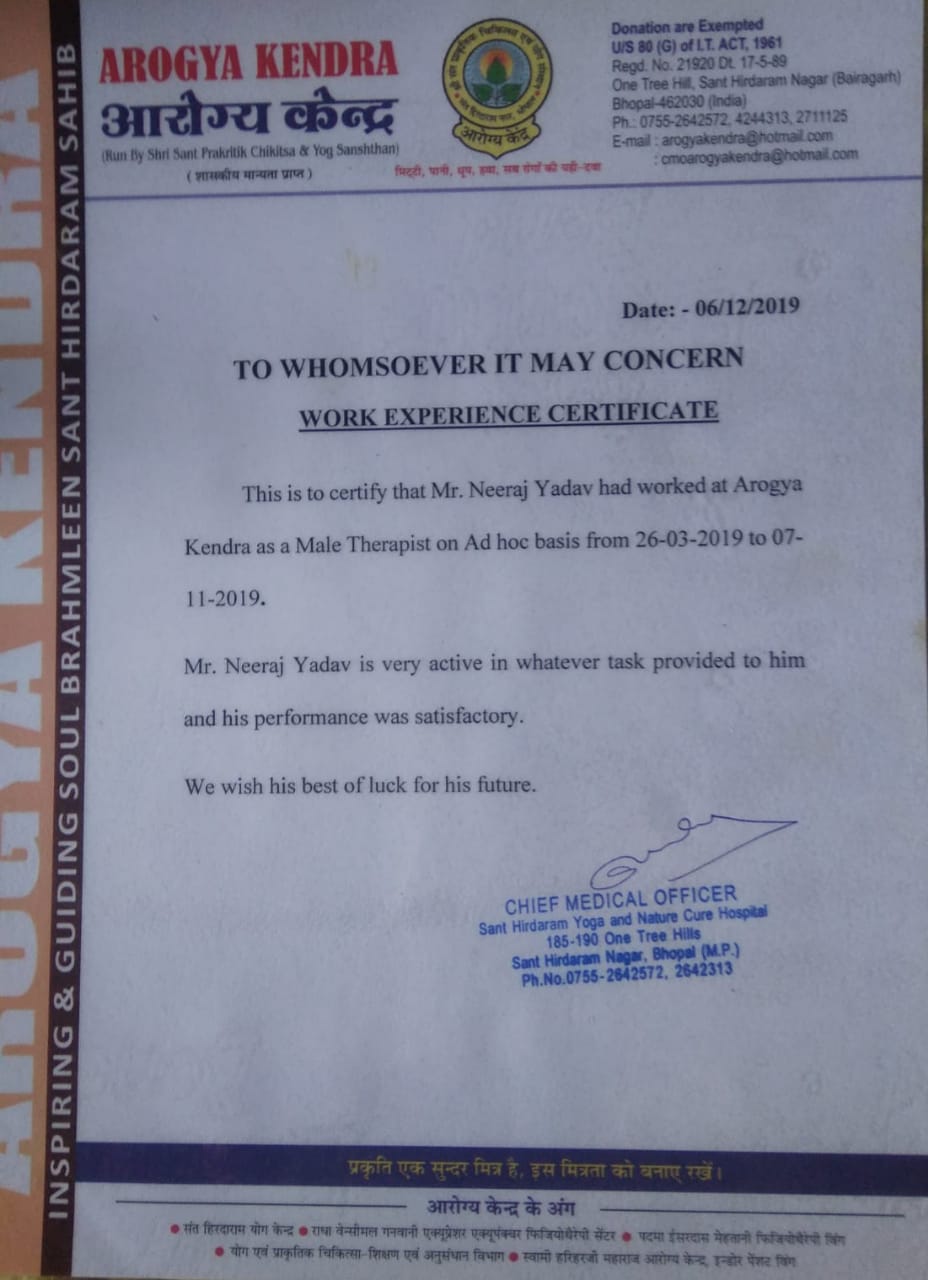 AROGYA KENDRA
आरोग्य केन्द्र
(Run By Shri Sant Prakritik Chikitsa & Yog Sanshthan)
( शासकीय मान्यता प्राप्त )
आरोग्य केंद्र
मिट्टी, पानी, धूप, हवा, सब रोगों की यही-दवा
Donation are Exempted
U/S 80 (G) of I.T. ACT, 1961
Regd. No. 21920 Dt. 17-5-89
One Tree Hill, Sant Hirdaram Nagar (Bairagarh)
Bhopal-462030 (India)
Ph.: 0755-2642572, 4244313, 2711125
E-mail : arogyakendra@hotmail.com
: cmoarogyakendra@hotmail.com
AROGYA KENDRA
INSPIRING & GUIDING SOUL BRAHMLEEN SANT HIRDARAM SAHIB
Date: - 06/12/2019
TO WHOMSOEVER IT MAY CONCERN
WORK EXPERIENCE CERTIFICATE
This is to certify that Mr. Neeraj Yadav had worked at Arogya
Kendra as a Male Therapist on Ad hoc basis from 26-03-2019 to 07-
11-2019.
Mr. Neeraj Yadav is very active in whatever task provided to him
and his performance was satisfactory.
We wish his best of luck for his future.
CHIEF MEDICAL OFFICER
Sant Hirdaram Yoga and Nature Cure Hospital
185-190 One Tree Hills
Sant Hirdaram Nagar, Bhopal (M.P.)
Ph.No.0755-2642572, 2642313
प्रकृति एक सुन्दर मित्र है, इस मित्रता को बनाए रखें।
आरोग्य केन्द्र के अंग
● संत हिरदाराम योग केन्द्र ● राधा वेन्सीमल गनवानी एक्यूप्रेशर एक्यूपंक्चर फिजियोथैरेपी सेंटर ● पदमा ईसरदास मेहतानी फिजियोथैरेपी विंग
● योग एवं प्राकृतिक चिकित्सा-शिक्षण एवं अनुसंधान विभाग ● स्वामी हरिहरजी महाराज आरोग्य केन्द्र, इन्डोर पेशेंट विंग